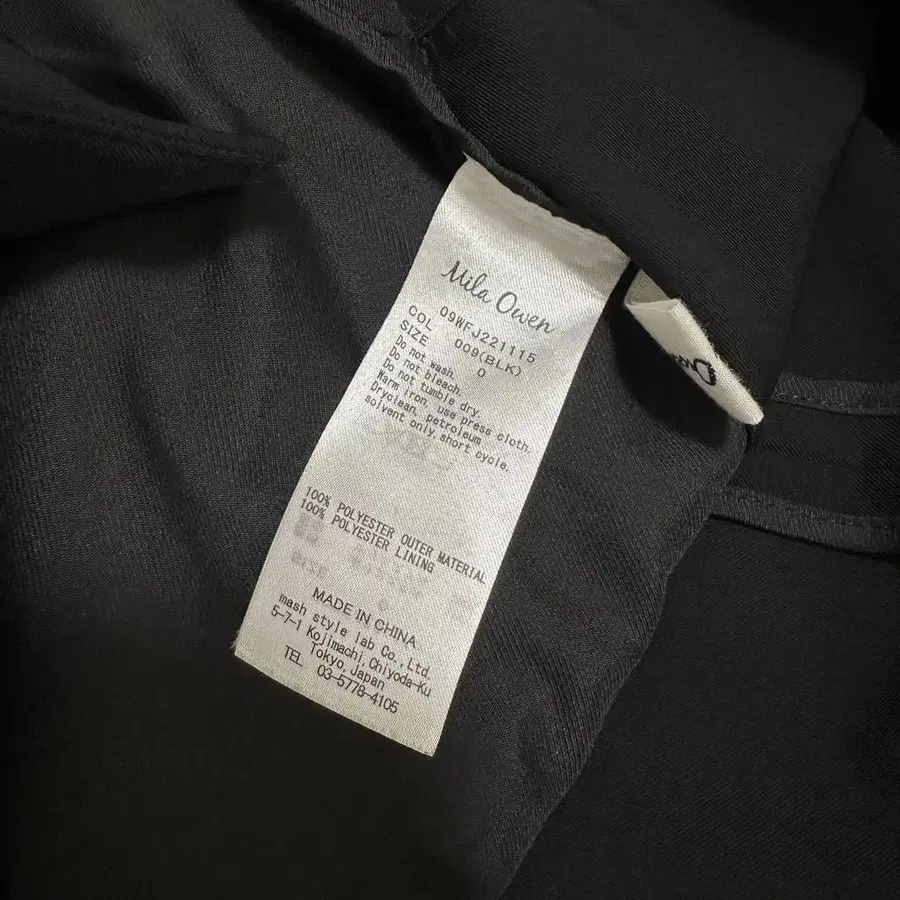 Mila Owen
09WFJ221115
COL 009(BLK)
SIZE 0
Do not wash.
Do not bleach.
Do not tumble dry.
Warm iron, use press cloth.
Dryclean, petroleum
solvent only, short cycle.
100% POLYESTER OUTER MATERIAL
100% POLYESTER LINING
MADE IN CHINA
mash style lab Co.,Ltd.
5-7-1 Kojimachi, Chiyoda-Ku
Tokyo, Japan
TEL 03-5778-4105